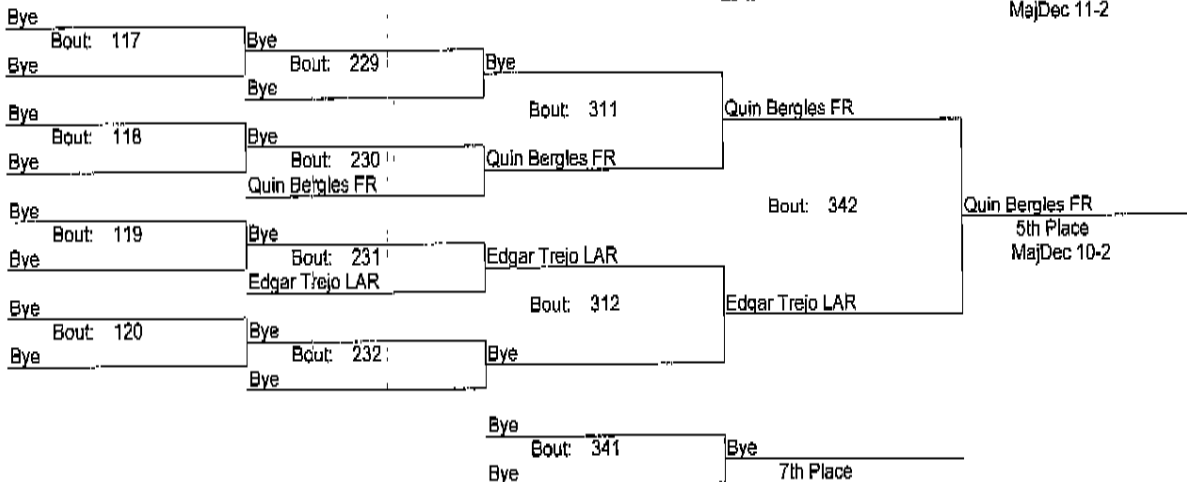 MajDec 11-2
Bye
Bout: 117
Bye
Bye
Bout: 229
Bye
Bye
Bye
Bout: 118
Bye
Bye
Bout: 230
Quin Bergles FR
Quin Bergles FR
Bout: 311
Quin Bergles FR
Bye
Bout: 119
Bye
Bye
Bout: 231
Edgar Trejo LAR
Edgar Trejo LAR
Bye
Bout: 120
Bye
Bye
Bout: 232
Bye
Bye
Bout: 312
Edgar Trejo LAR
Bout: 342
Quin Bergles FR
5th Place
MajDec 10-2
Bye
Bout: 341
Bye
Bye
7th Place